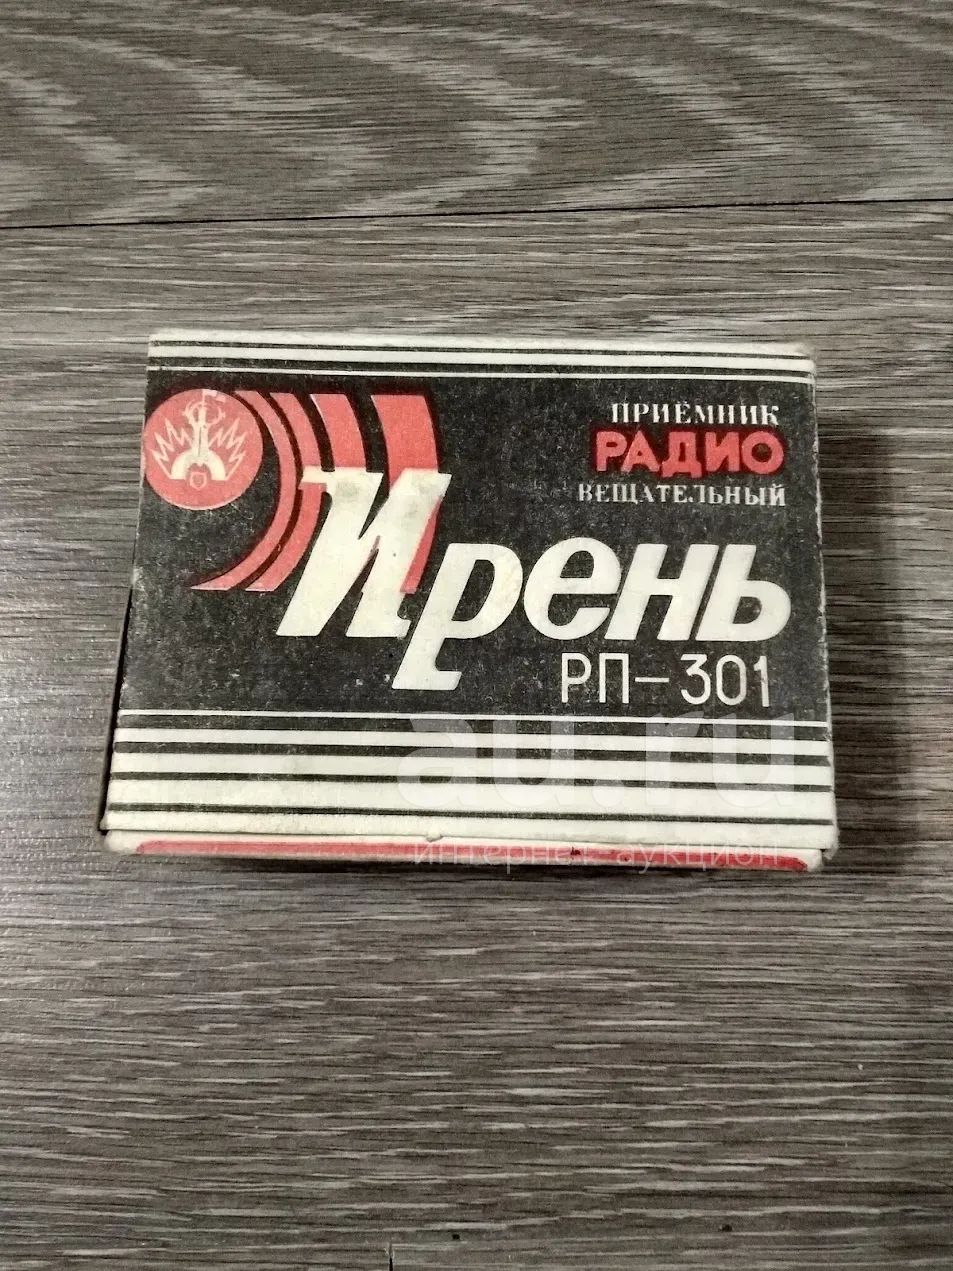 ПРИЁМНИК
РАДИО
ВЕЩАТЕЛЬНЫЙ
Ирень
РП-301
au.ru
интернет-аукцион